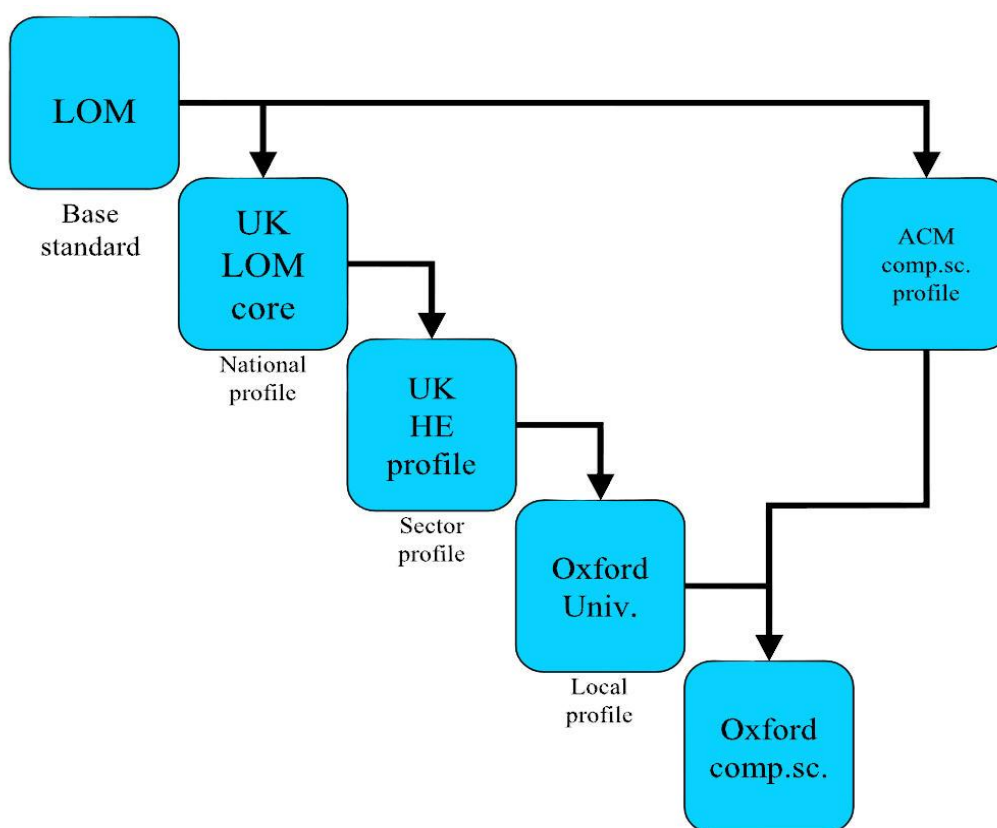 LOM
Base
standard
UK
LOM
core
National
profile
UK
HE
profile
Sector
profile
Oxford
Univ.
Local
profile
Oxford
comp.sc.
ACM
comp.sc.
profile